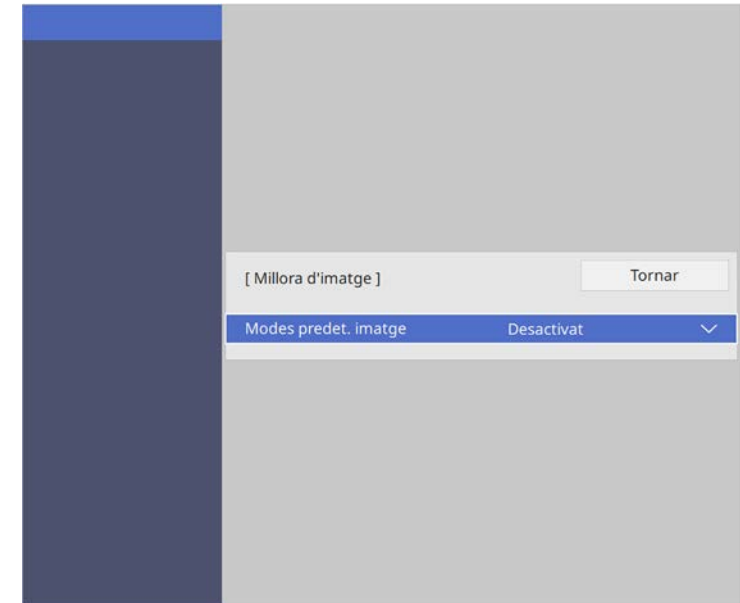 [ Millora d'imatge ] Tornar
Modes predet. imatge Desactivat